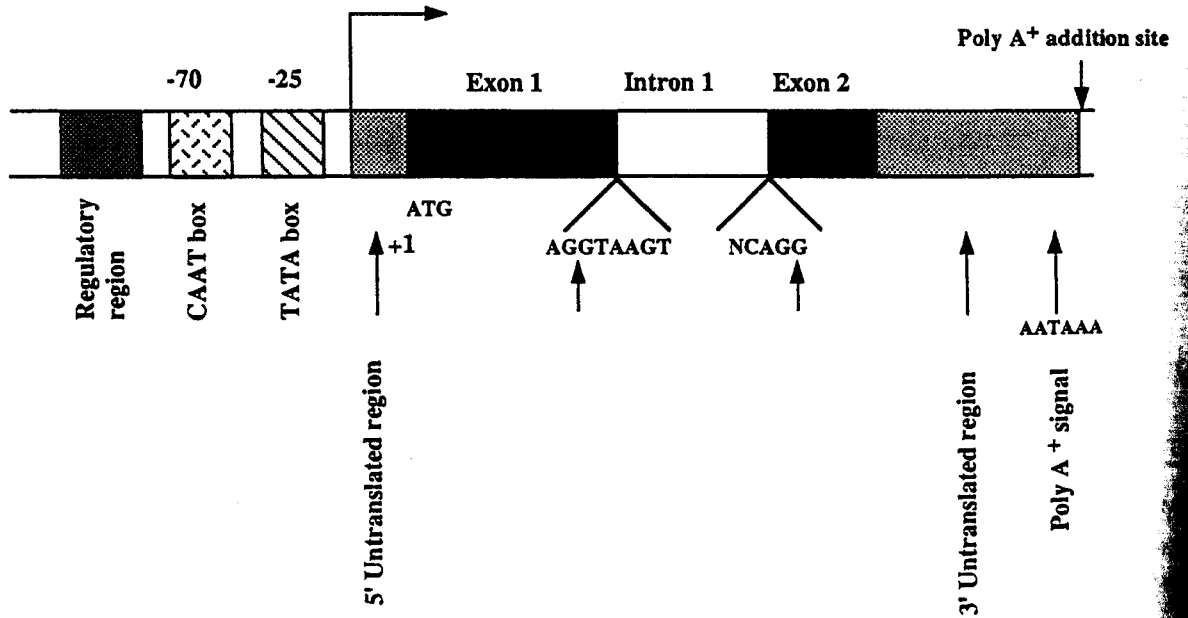 Poly A+ addition site
-70
-25
Exon 1
Intron 1
Exon 2
ATG
+1
AGGTAAGT
NCAGG
Regulatory
region
CAAT box
TATA box
AATAAA
5' Untranslated region
3' Untranslated region
Poly A + signal